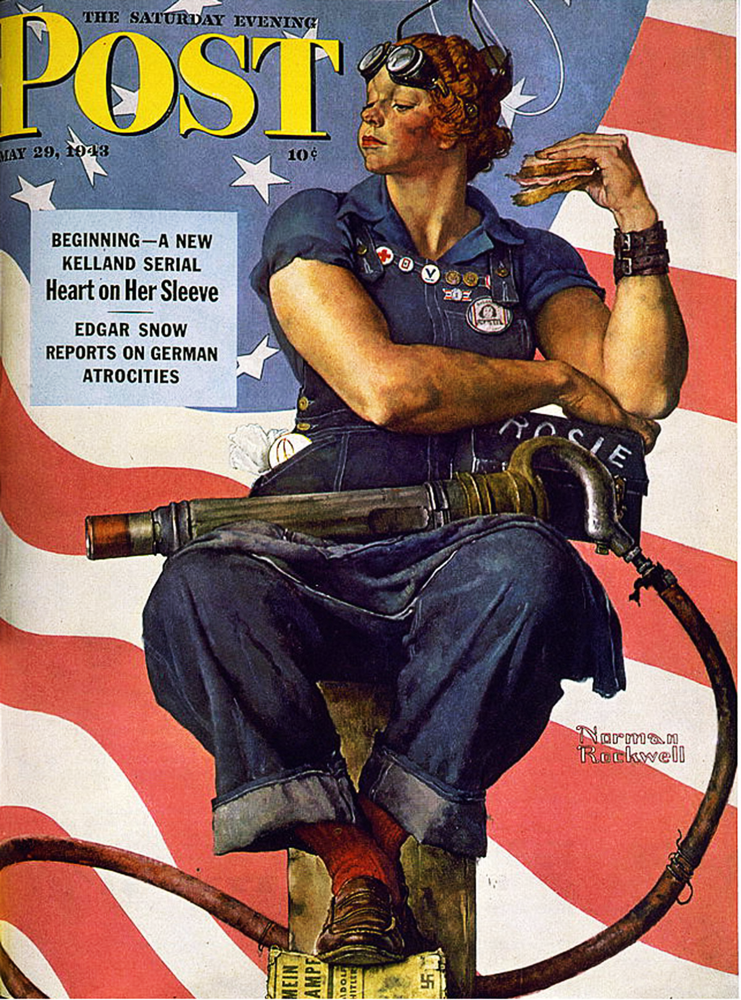 THE SATURDAY EVENING
POST
MAY 29, 1943 10¢
BEGINNING—A NEW
KELLAND SERIAL
Heart on Her Sleeve
EDGAR SNOW
REPORTS ON GERMAN
ATROCITIES
V
ROSIE
Norman
Rockwell
MEIN
KAMPF
ADOLF
HITLER